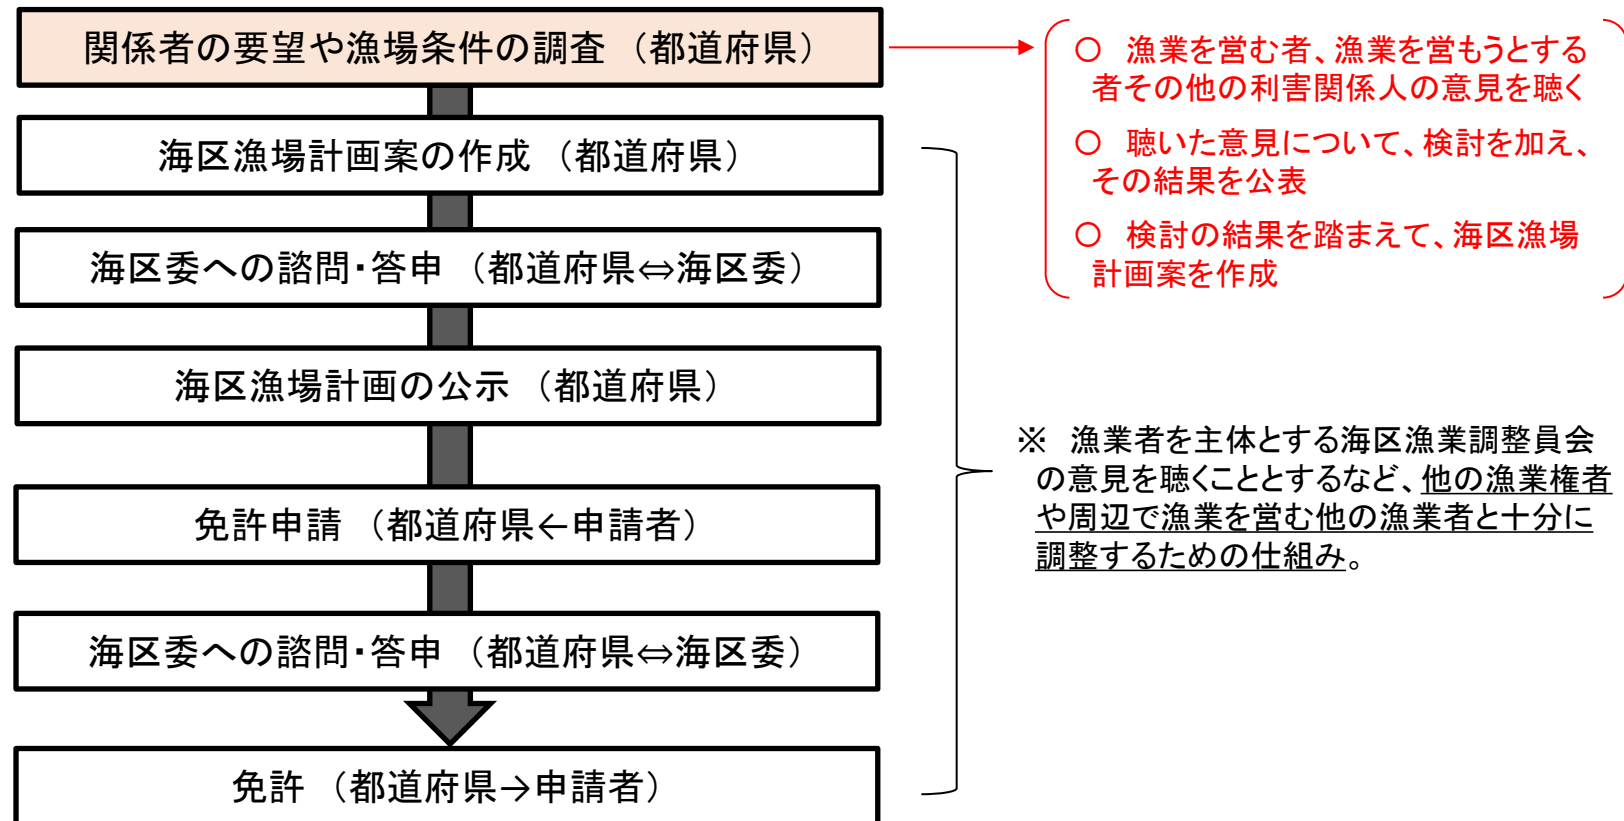 関係者の要望や漁場条件の調査 （都道府県）
海区漁場計画案の作成 （都道府県）
海区委への諮問・答申 （都道府県⇔海区委）
海区漁場計画の公示 （都道府県）
免許申請 （都道府県←申請者）
海区委への諮問・答申 （都道府県⇔海区委）
免許 （都道府県→申請者）
○ 漁業を営む者、漁業を営もうとする
者その他の利害関係人の意見を聴く
○ 聴いた意見について、検討を加え、
その結果を公表
○ 検討の結果を踏まえて、海区漁場
計画案を作成
※ 漁業者を主体とする海区漁業調整員会
の意見を聴くこととするなど、他の漁業権者
や周辺で漁業を営む他の漁業者と十分に
調整するための仕組み。